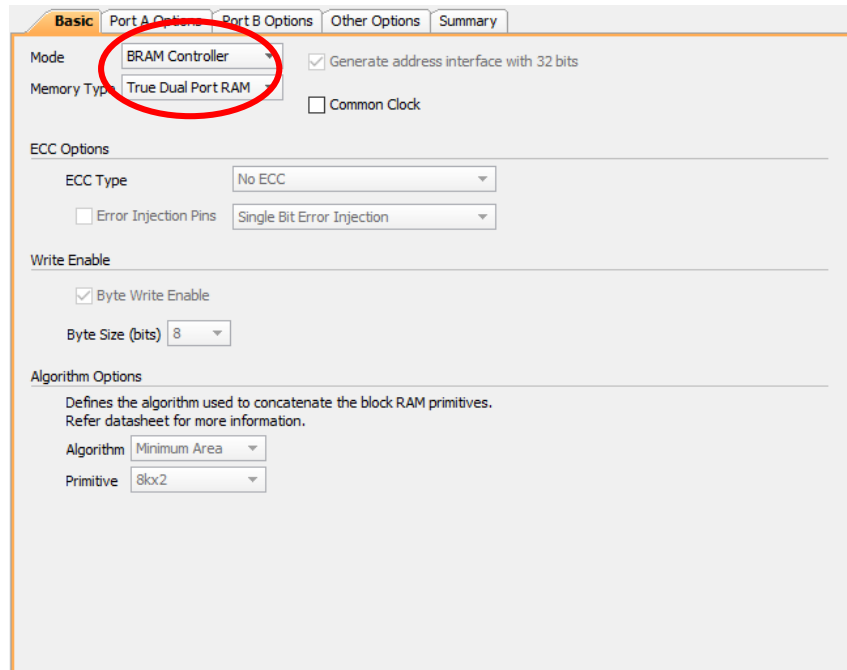 Basic Port A Options Port B Options Other Options Summary
Mode BRAM Controller Generate address interface with 32 bits
Memory Type True Dual Port RAM
Common Clock
ECC Options
ECC Type No ECC
Error Injection Pins Single Bit Error Injection
Write Enable
Byte Write Enable
Byte Size (bits) 8
Algorithm Options
Defines the algorithm used to concatenate the block RAM primitives.
Refer datasheet for more information.
Algorithm Minimum Area
Primitive 8kx2